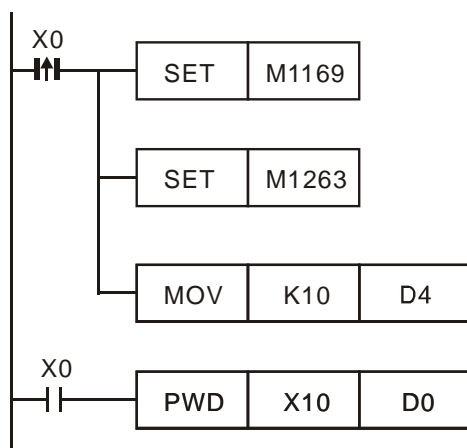 X0
SET M1169
SET M1263
MOV K10 D4
X0
PWD X10 D0